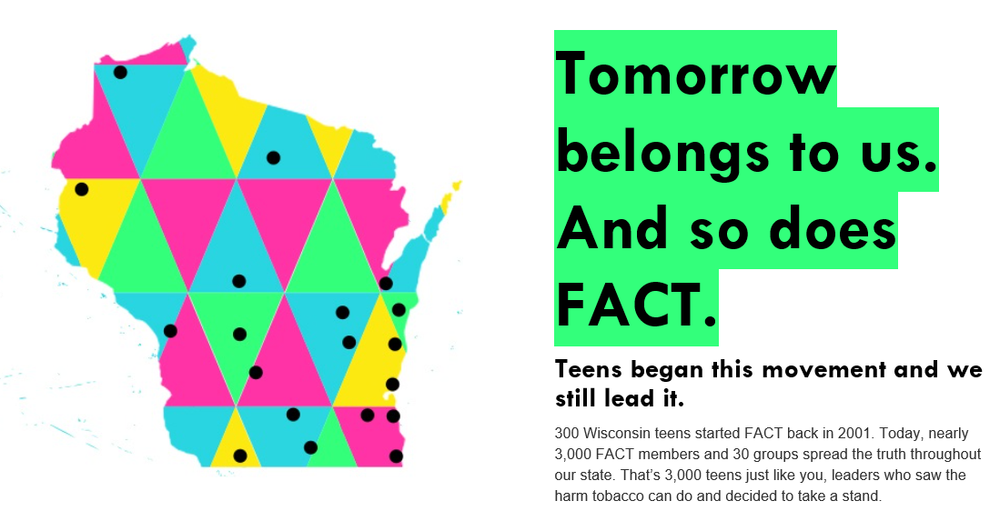 Tomorrow
belongs to us.
And so does
FACT.
Teens began this movement and we
still lead it.
300 Wisconsin teens started FACT back in 2001. Today, nearly
3,000 FACT members and 30 groups spread the truth throughout
our state. That’s 3,000 teens just like you, leaders who saw the
harm tobacco can do and decided to take a stand.